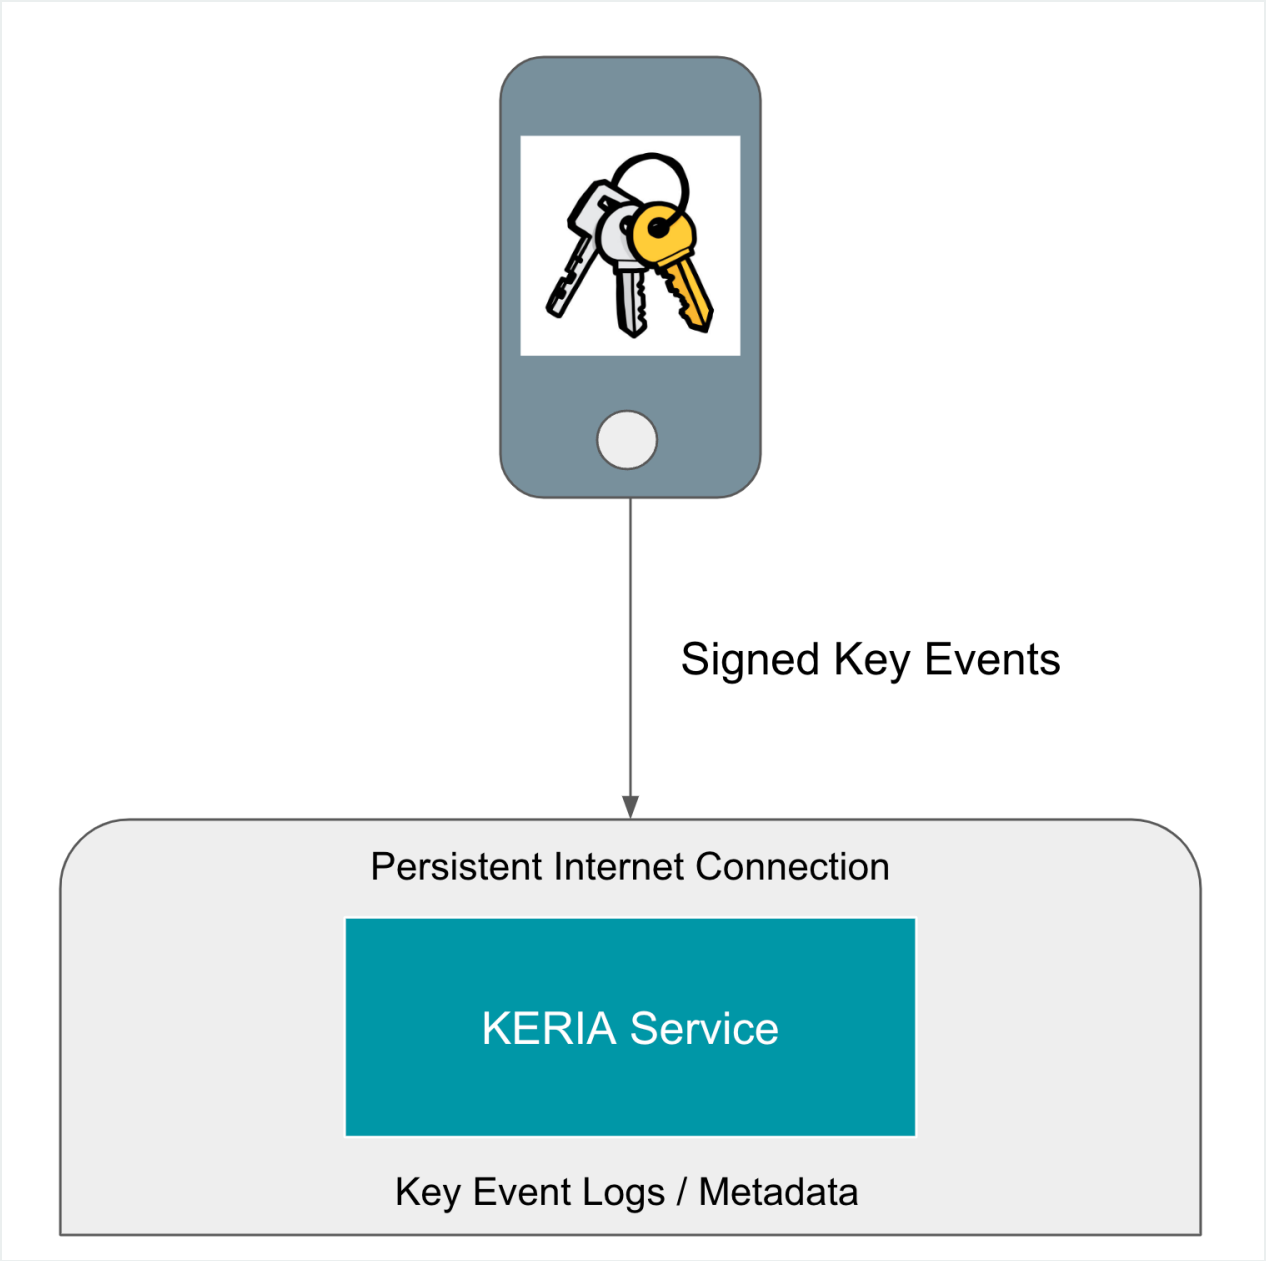 Signed Key Events
Persistent Internet Connection
KERIA Service
Key Event Logs / Metadata